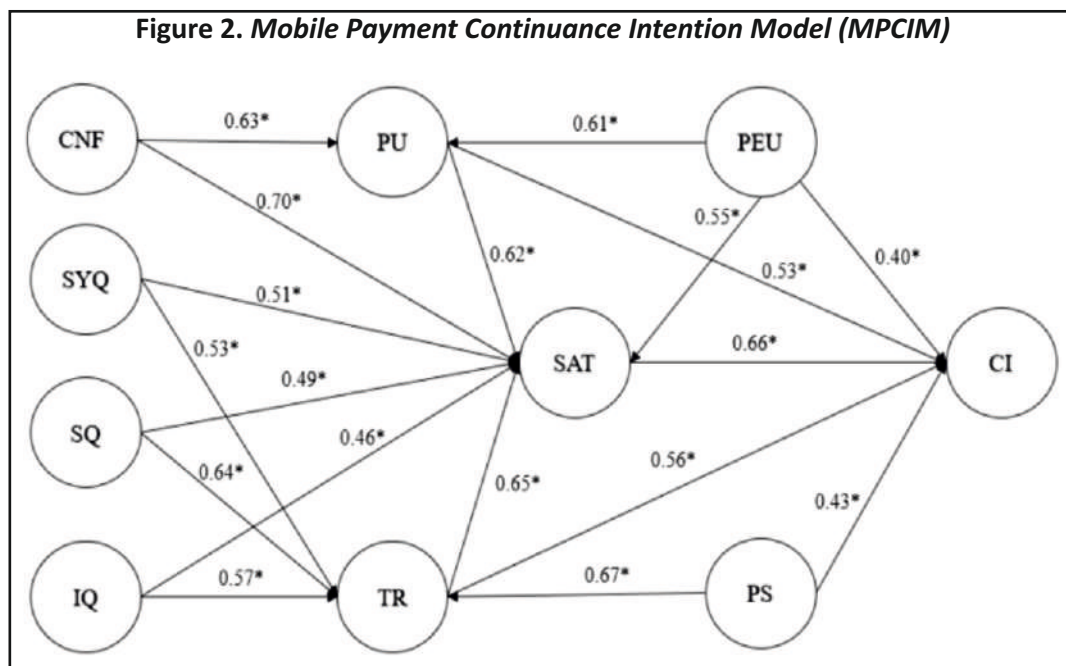 Figure 2. Mobile Payment Continuance Intention Model (MPCIM)
CNF
0.63*
PU
0.61*
PEU
0.70*
0.55*
SYQ
0.62*
0.53*
0.40*
0.51*
0.53*
SAT
0.66*
CI
0.49*
SQ
0.46*
0.64*
0.65*
0.56*
0.43*
IQ
0.57*
TR
0.67*
PS